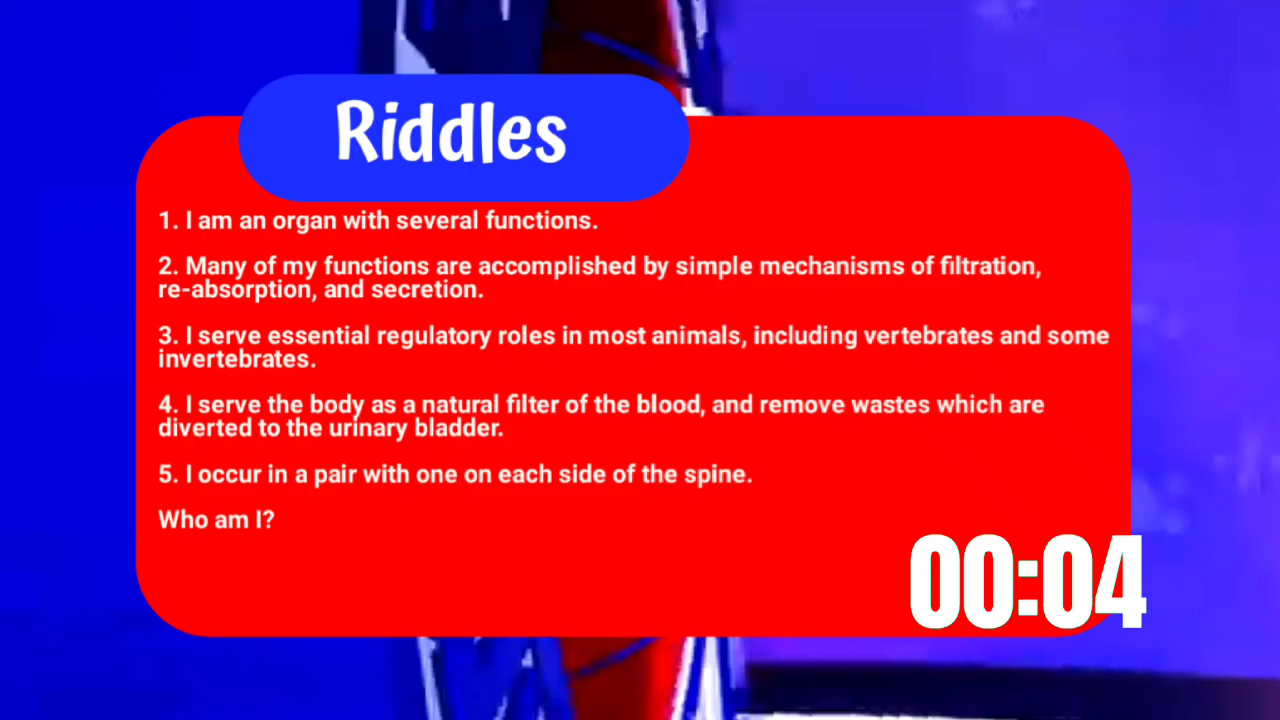 Riddles
1. I am an organ with several functions.
2. Many of my functions are accomplished by simple mechanisms of filtration,
re-absorption, and secretion.
3. I serve essential regulatory roles in most animals, including vertebrates and some
invertebrates.
4. I serve the body as a natural filter of the blood, and remove wastes which are
diverted to the urinary bladder.
5. I occur in a pair with one on each side of the spine.
Who am I?
00:04